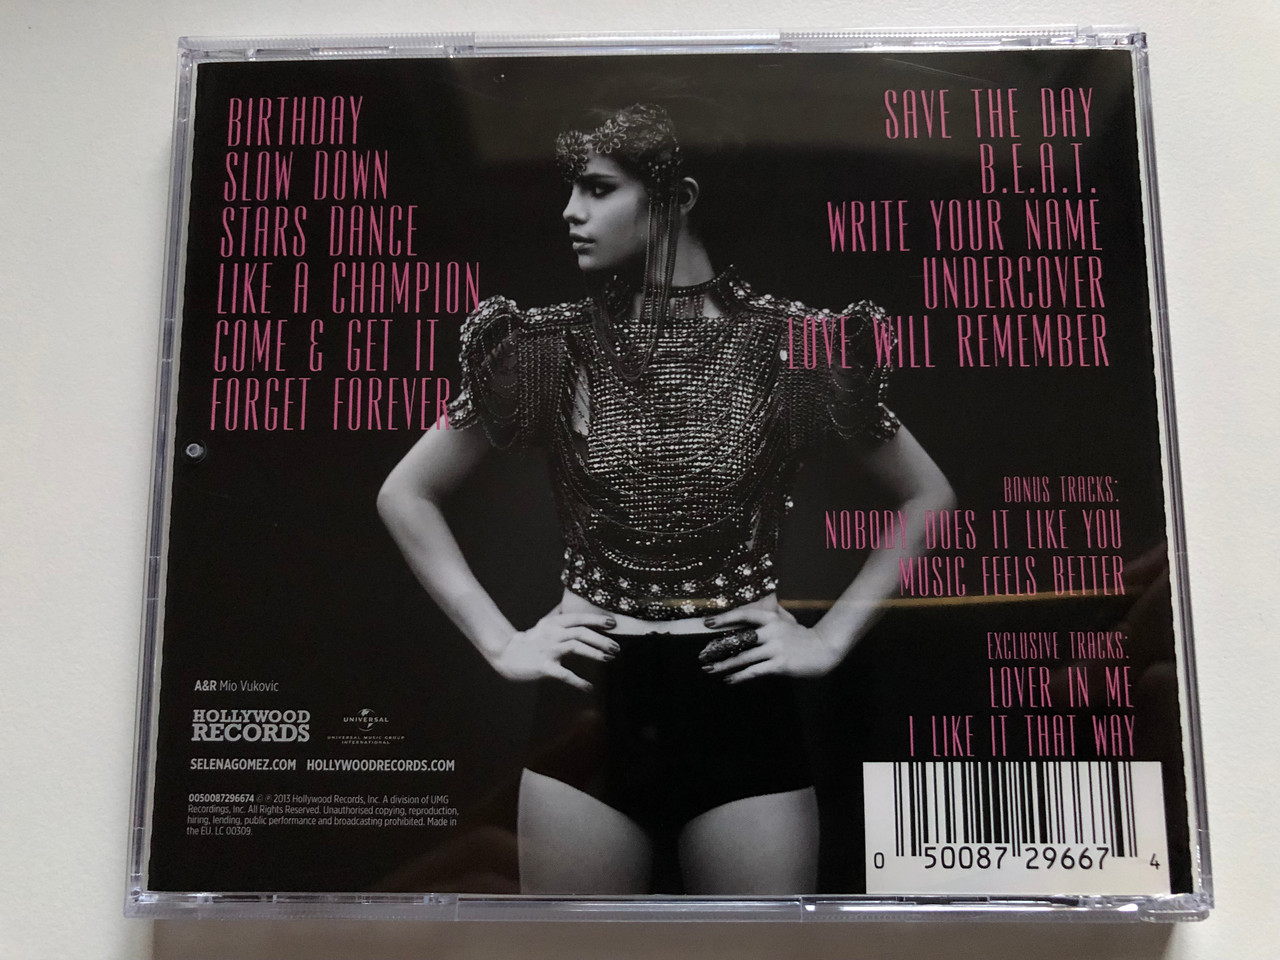 BIRTHDAY
SLOW DOWN
STARS DANCE
LIKE A CHAMPION
COME & GET IT
FORGET FOREVER
SAVE THE DAY
B.E.A.T.
WRITE YOUR NAME
UNDERCOVER
LOVE WILL REMEMBER
BONUS TRACKS:
NOBODY DOES IT LIKE YOU
MUSIC FEELS BETTER
EXCLUSIVE TRACKS:
LOVER IN ME
I LIKE IT THAT WAY
A&R Mio Vukovic
HOLLYWOOD
RECORDS
UNIVERSAL
UNIVERSAL MUSIC GROUP
INTERNATIONAL
SELENAGOMEZ.COM HOLLYWOODRECORDS.COM
0050087296674 © ℗ 2013 Hollywood Records, Inc. A division of UMG
Recordings, Inc. All Rights Reserved. Unauthorised copying, reproduction,
hiring, lending, public performance and broadcasting prohibited. Made in
the EU. LC 00309.
0 50087 29667 4